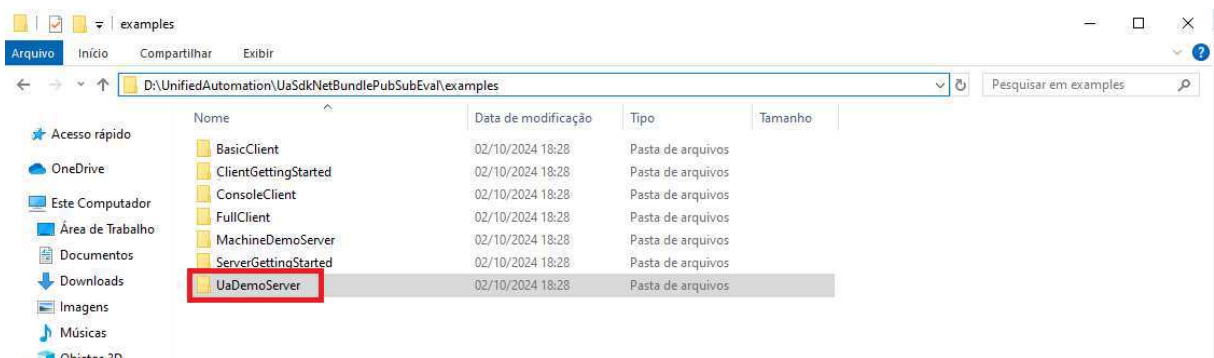 examples
Arquivo Início Compartilhar Exibir
D:\UnifiedAutomation\UaSdkNetBundlePubSubEval\examples Pesquisar em examples
Nome Data de modificação Tipo Tamanho
Acesso rápido
OneDrive
Este Computador
Área de Trabalho
Documentos
Downloads
Imagens
Músicas
Objetos 3D
BasicClient 02/10/2024 18:28 Pasta de arquivos
ClientGettingStarted 02/10/2024 18:28 Pasta de arquivos
ConsoleClient 02/10/2024 18:28 Pasta de arquivos
FullClient 02/10/2024 18:28 Pasta de arquivos
MachineDemoServer 02/10/2024 18:28 Pasta de arquivos
ServerGettingStarted 02/10/2024 18:28 Pasta de arquivos
UaDemoServer 02/10/2024 18:28 Pasta de arquivos